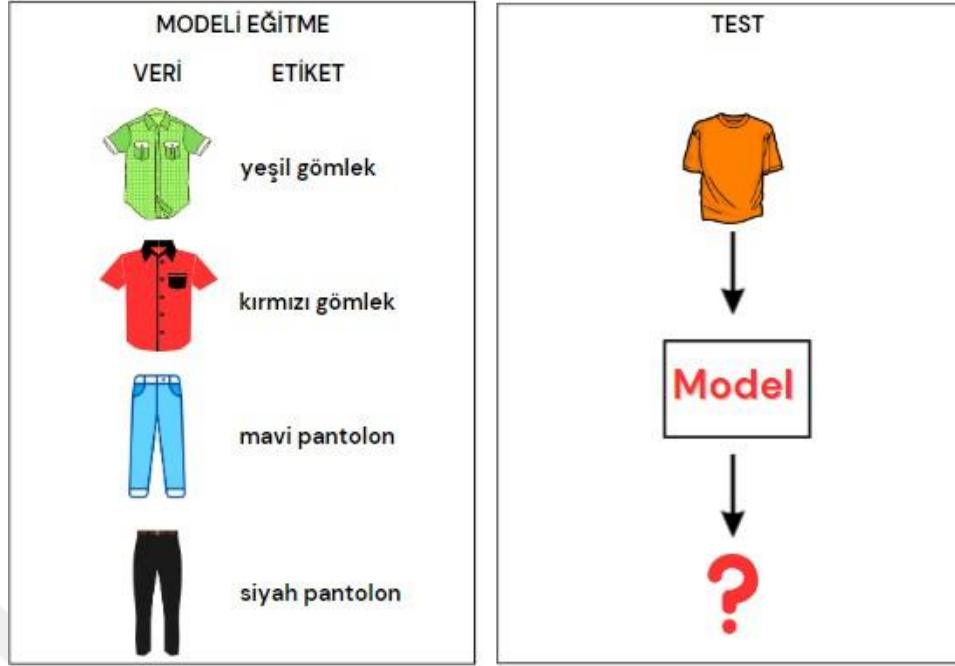 MODELİ EĞİTME
VERİ ETİKET
yeşil gömlek
kırmızı gömlek
mavi pantolon
siyah pantolon
TEST
Model
?